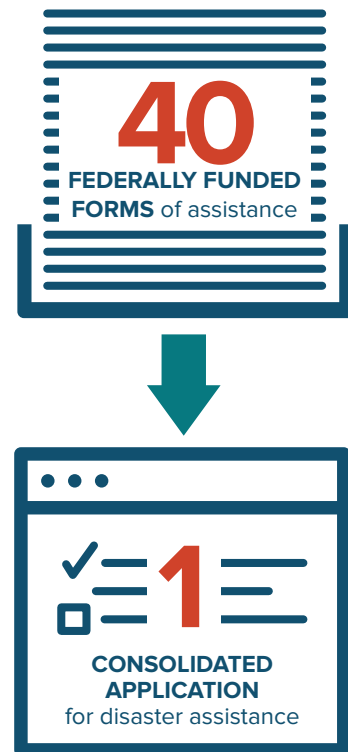 40
FEDERALLY FUNDED
FORMS of assistance
1
CONSOLIDATED
APPLICATION
for disaster assistance